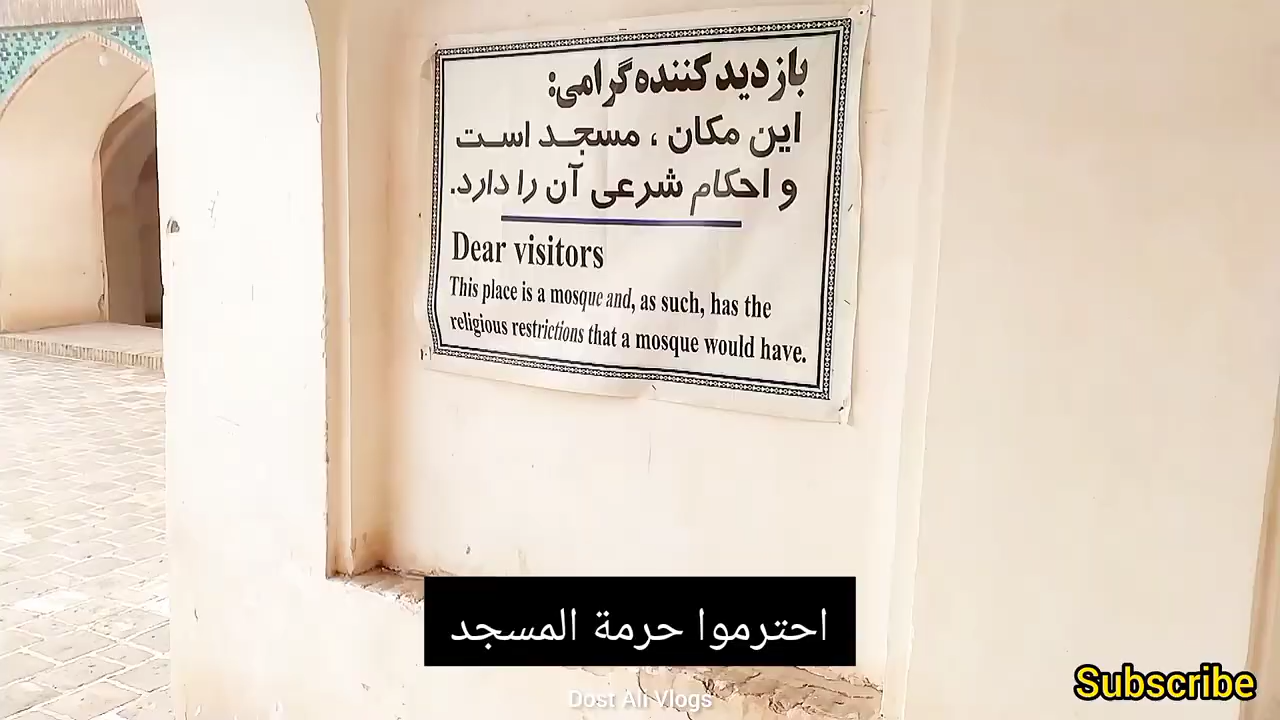 بازدید کننده گرامی:
این مکان ، مسجد است
و احکام شرعی آن را دارد.
Dear visitors
This place is a mosque and, as such, has the
religious restrictions that a mosque would have.
احترموا حرمة المسجد
Dost Ali Vlogs
Subscribe